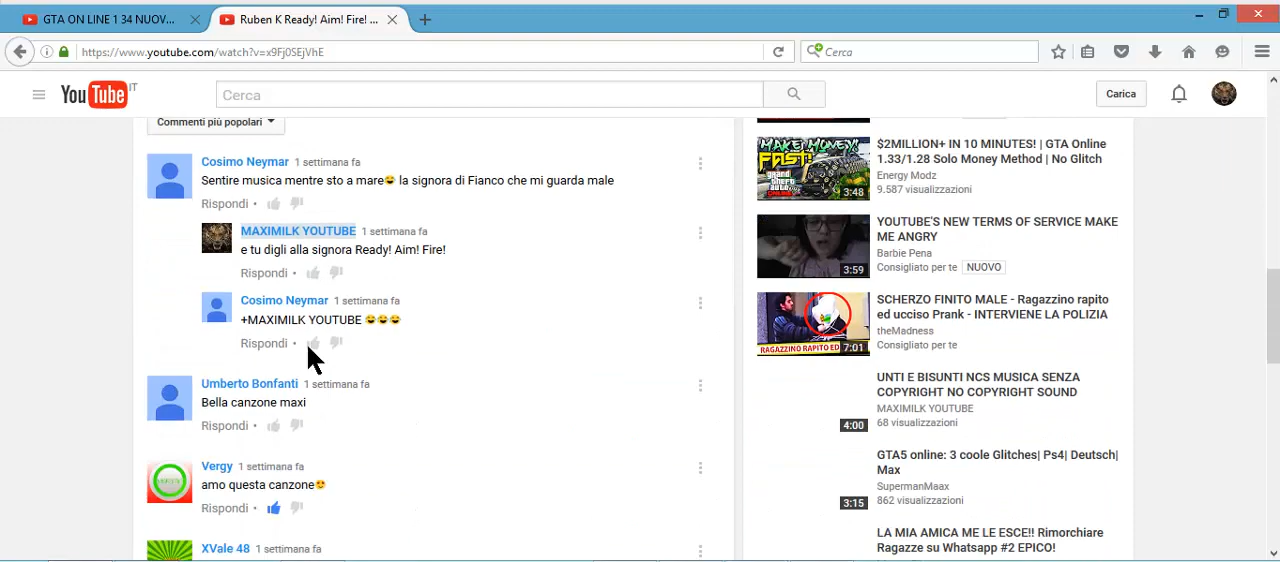 GTA ON LINE 1 34 NUOV...
Ruben K Ready! Aim! Fire! ...
https://www.youtube.com/watch?v=x9Fj0SEjVhE
Cerca
YouTube IT
Cerca
Carica
Commenti più popolari
Cosimo Neymar 1 settimana fa
Sentire musica mentre sto a mare😂 la signora di Fianco che mi guarda male
Rispondi •
MAXIMILK YOUTUBE 1 settimana fa
e tu digli alla signora Ready! Aim! Fire!
Rispondi •
Cosimo Neymar 1 settimana fa
+MAXIMILK YOUTUBE 😂😂😂
Rispondi •
Umberto Bonfanti 1 settimana fa
Bella canzone maxi
Rispondi •
Vergy 1 settimana fa
amo questa canzone😍
Rispondi •
XVale 48 1 settimana fa
MAKE MONEY
FAST!
3:48
$2MILLION+ IN 10 MINUTES! | GTA Online
1.33/1.28 Solo Money Method | No Glitch
Energy Modz
9.587 visualizzazioni
3:59
YOUTUBE'S NEW TERMS OF SERVICE MAKE
ME ANGRY
Barbie Pena
Consigliato per te NUOVO
RAGAZZINO RAPITO ED
7:01
SCHERZO FINITO MALE - Ragazzino rapito
ed ucciso Prank - INTERVIENE LA POLIZIA
theMadness
Consigliato per te
4:00
UNTI E BISUNTI NCS MUSICA SENZA
COPYRIGHT NO COPYRIGHT SOUND
MAXIMILK YOUTUBE
68 visualizzazioni
3:15
GTA5 online: 3 coole Glitches| Ps4| Deutsch|
Max
SupermanMaax
862 visualizzazioni
LA MIA AMICA ME LE ESCE!! Rimorchiare
Ragazze su Whatsapp #2 EPICO!